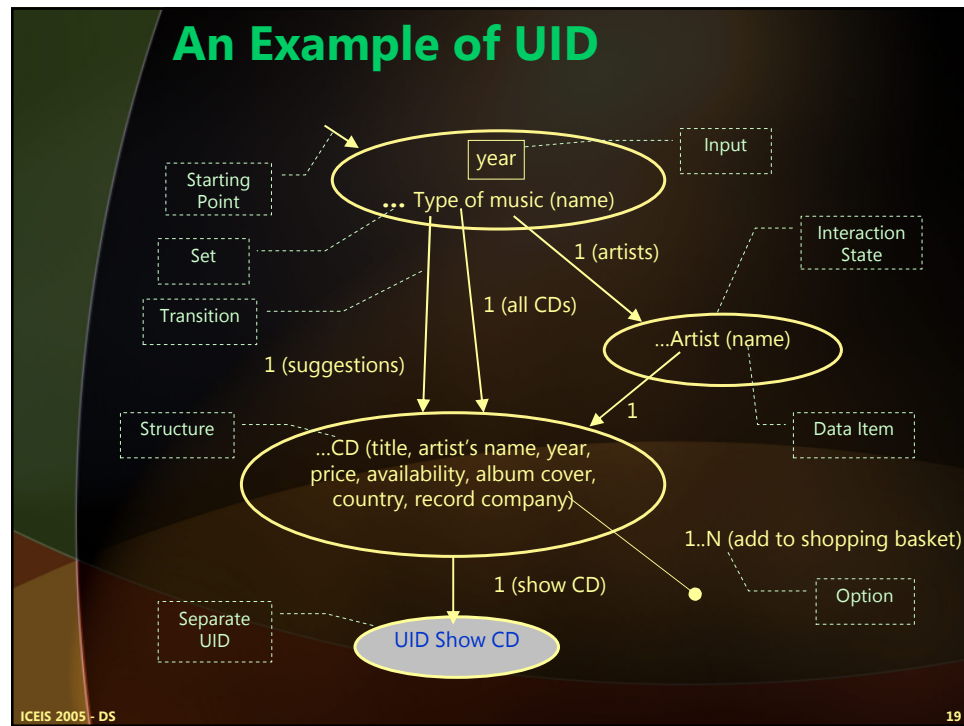 An Example of UID
Input
year
Starting
Point
... Type of music (name)
Interaction
State
Set
1 (artists)
1 (all CDs)
Transition
...Artist (name)
1 (suggestions)
1
Structure
Data Item
...CD (title, artist's name, year,
price, availability, album cover,
country, record company)
1..N (add to shopping basket)
1 (show CD)
Option
Separate
UID
UID Show CD
ICEIS 2005 - DS
19